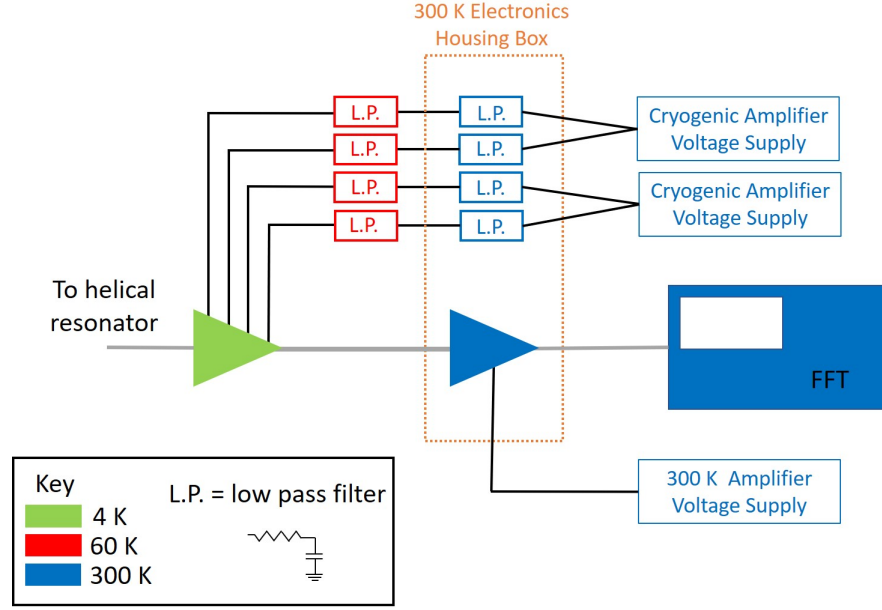 300 K Electronics
Housing Box
L.P.
L.P.
Cryogenic Amplifier
Voltage Supply
L.P.
L.P.
L.P.
L.P.
Cryogenic Amplifier
Voltage Supply
L.P.
L.P.
To helical
resonator
FFT
300 K Amplifier
Voltage Supply
Key
L.P. = low pass filter
4 K
60 K
300 K